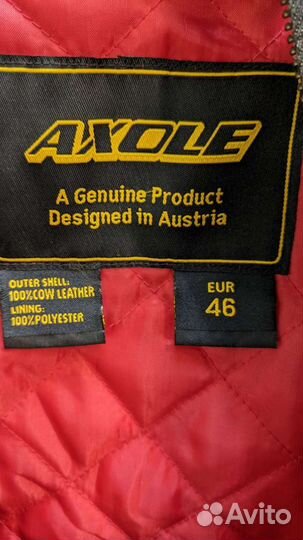 AXOLE
A Genuine Product
Designed in Austria
OUTER SHELL:
100%COW LEATHER
LINING:
100%POLYESTER
EUR
46
Avito